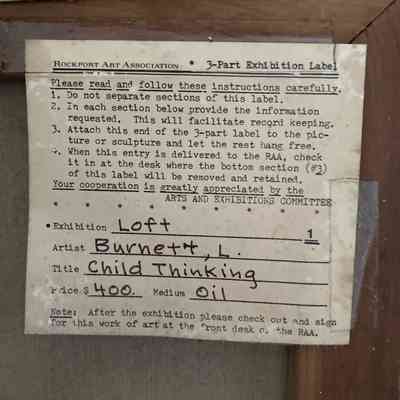 ROCKPORT ART ASSOCIATION * 3-Part Exhibition Label
Please read and follow these instructions carefully.
1. Do not separate sections of this label.
2. In each section below provide the information
requested. This will facilitate record keeping.
3. Attach this end of the 3-part label to the pic-
ture or sculpture and let the rest hang free.
4. When this entry is delivered to the RAA, check
it in at the desk where the bottom section (#3)
of this label will be removed and retained.
Your cooperation is greatly appreciated by the
ARTS AND EXHIBITIONS COMMITTEE
* * * * * * * * *
Exhibition Loft 1
Artist Burnett, L.
Title Child Thinking
Price $ 400. Medium Oil
Note: After the exhibition please check out and sign
for this work of art at the front desk of the RAA.